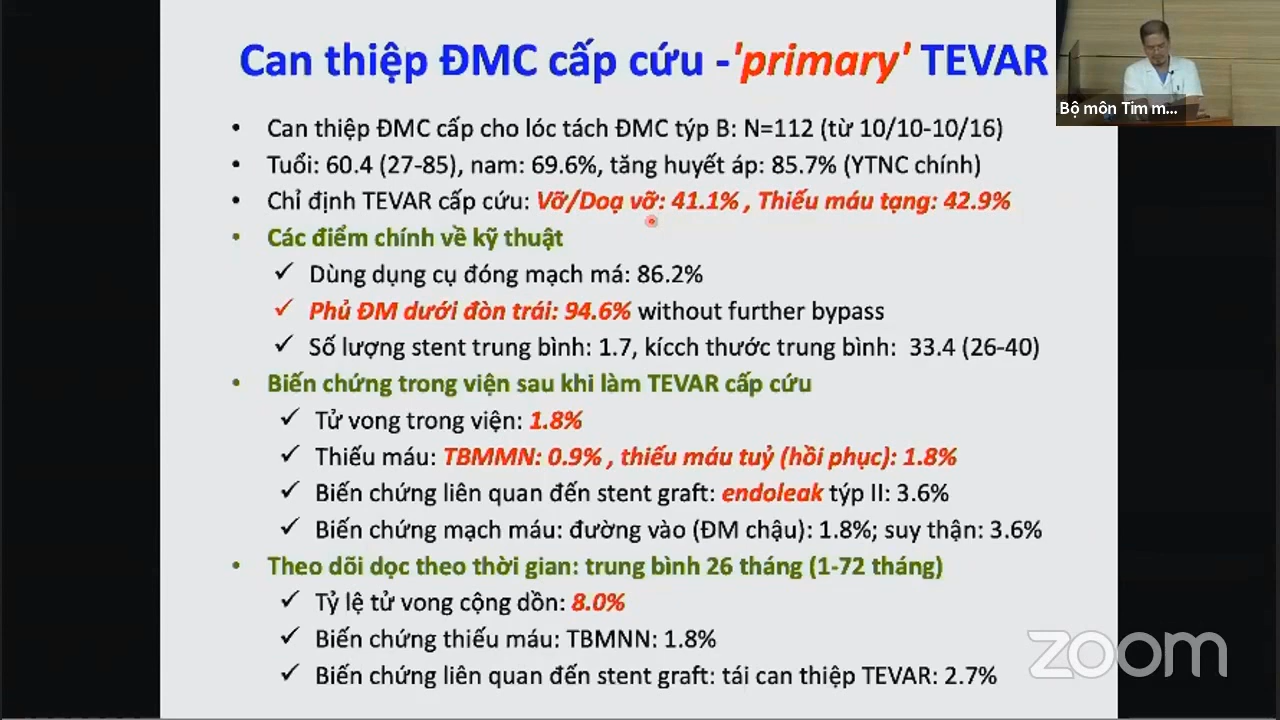 Can thiệp ĐMC cấp cứu -'primary' TEVAR
Bộ môn Tim m...
• Can thiệp ĐMC cấp cho lóc tách ĐMC týp B: N=112 (từ 10/10-10/16)
• Tuổi: 60.4 (27-85), nam: 69.6%, tăng huyết áp: 85.7% (YTNC chính)
• Chỉ định TEVAR cấp cứu: Vỡ/Doạ vỡ: 41.1% , Thiếu máu tạng: 42.9%
• Các điểm chính về kỹ thuật
✓ Dùng dụng cụ đóng mạch má: 86.2%
✓ Phủ ĐM dưới đòn trái: 94.6% without further bypass
✓ Số lượng stent trung bình: 1.7, kícch thước trung bình: 33.4 (26-40)
• Biến chứng trong viện sau khi làm TEVAR cấp cứu
✓ Tử vong trong viện: 1.8%
✓ Thiếu máu: TBMMN: 0.9% , thiếu máu tuỷ (hồi phục): 1.8%
✓ Biến chứng liên quan đến stent graft: endoleak týp II: 3.6%
✓ Biến chứng mạch máu: đường vào (ĐM chậu): 1.8%; suy thận: 3.6%
• Theo dõi dọc theo thời gian: trung bình 26 tháng (1-72 tháng)
✓ Tỷ lệ tử vong cộng dồn: 8.0%
✓ Biến chứng thiếu máu: TBMNN: 1.8%
✓ Biến chứng liên quan đến stent graft: tái can thiệp TEVAR: 2.7%
zoom